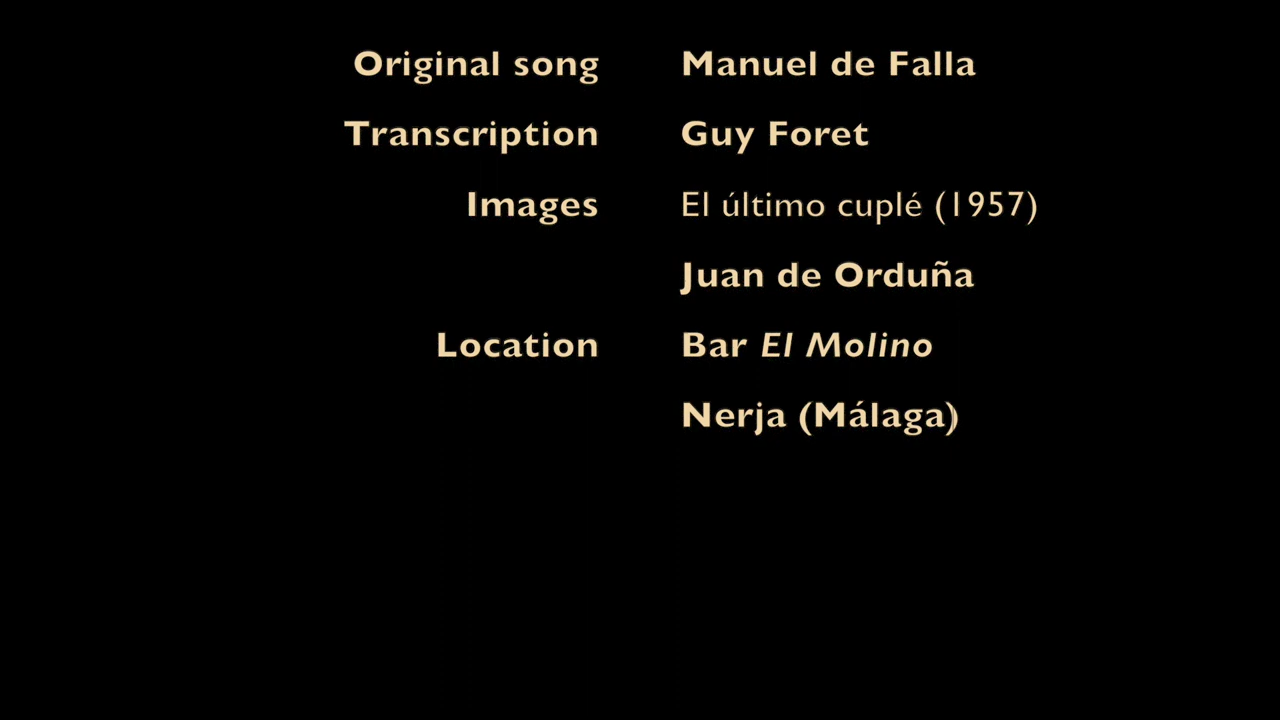 Original song Manuel de Falla
Transcription Guy Foret
Images El último cuplé (1957)
Juan de Orduña
Location Bar El Molino
Nerja (Málaga)